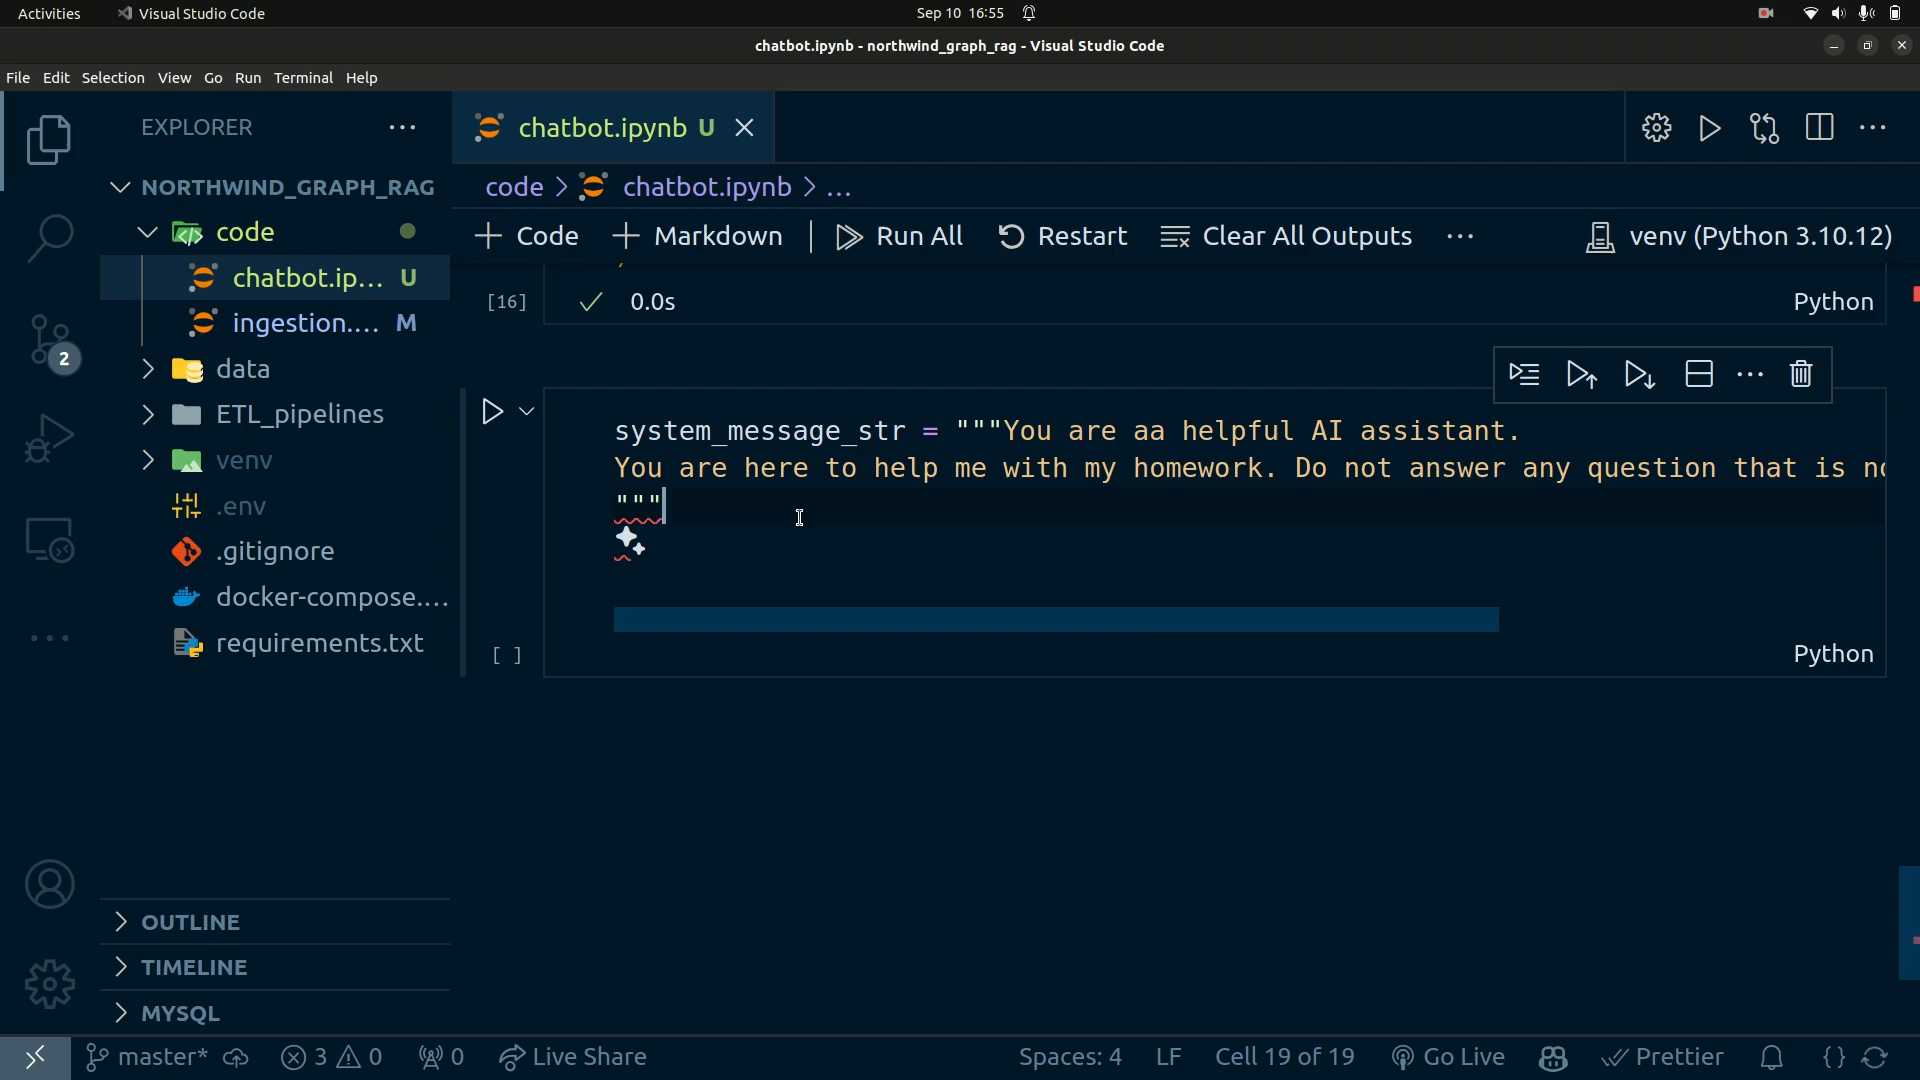 Activities
Visual Studio Code
Sep 10 16:55
chatbot.ipynb - northwind_graph_rag - Visual Studio Code
File Edit Selection View Go Run Terminal Help
EXPLORER
chatbot.ipynb U
NORTHWIND_GRAPH_RAG
code > chatbot.ipynb > ...
code
Code Markdown Run All Restart Clear All Outputs ... venv (Python 3.10.12)
chatbot.ip... U
[16] 0.0s Python
ingestion.... M
2
data
ETL_pipelines
system_message_str = """You are aa helpful AI assistant.
venv
You are here to help me with my homework. Do not answer any question that is
.env
"""
.gitignore
docker-compose....
requirements.txt
[ ] Python
OUTLINE
TIMELINE
MYSQL
master* 3 0 0 Live Share Spaces: 4 LF Cell 19 of 19 Go Live Prettier {}